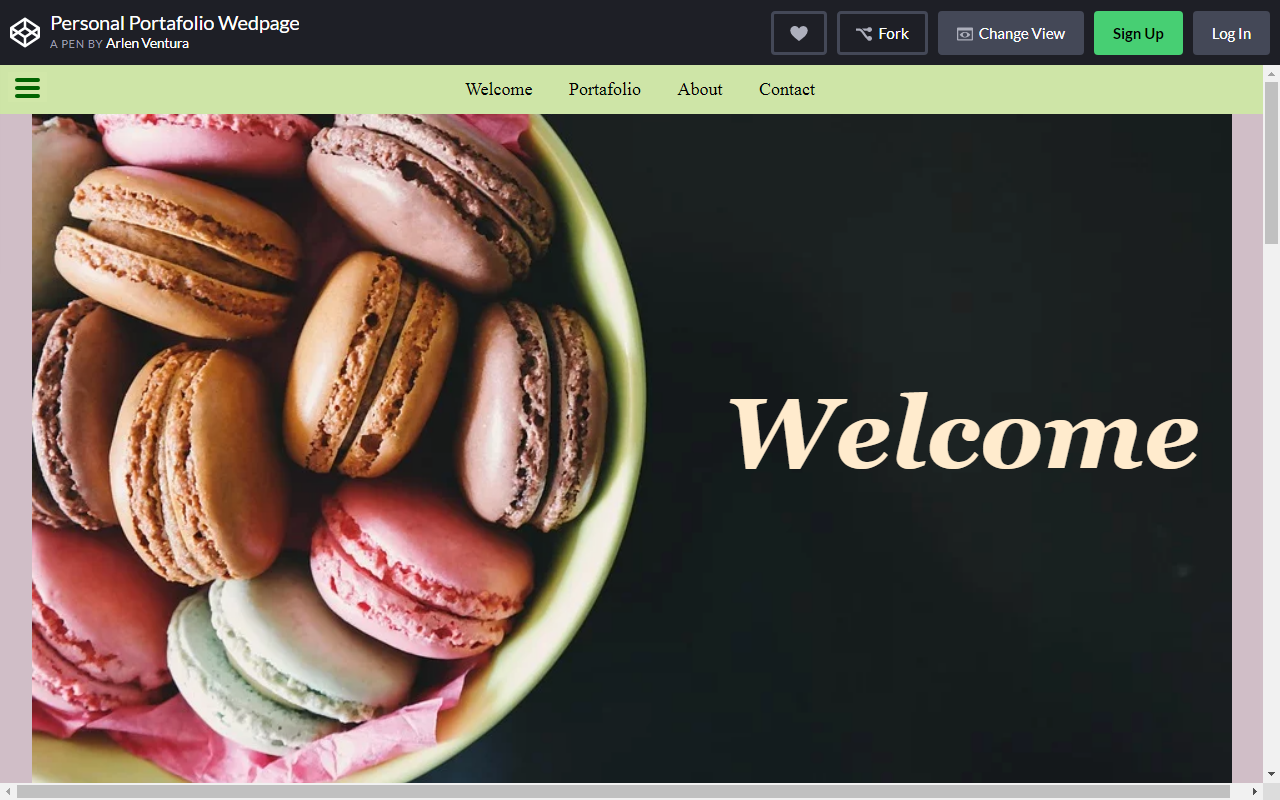 Personal Portafolio Wedpage
A PEN BY Arlen Ventura
Fork
Change View
Sign Up
Log In
Welcome
Portafolio
About
Contact
Welcome